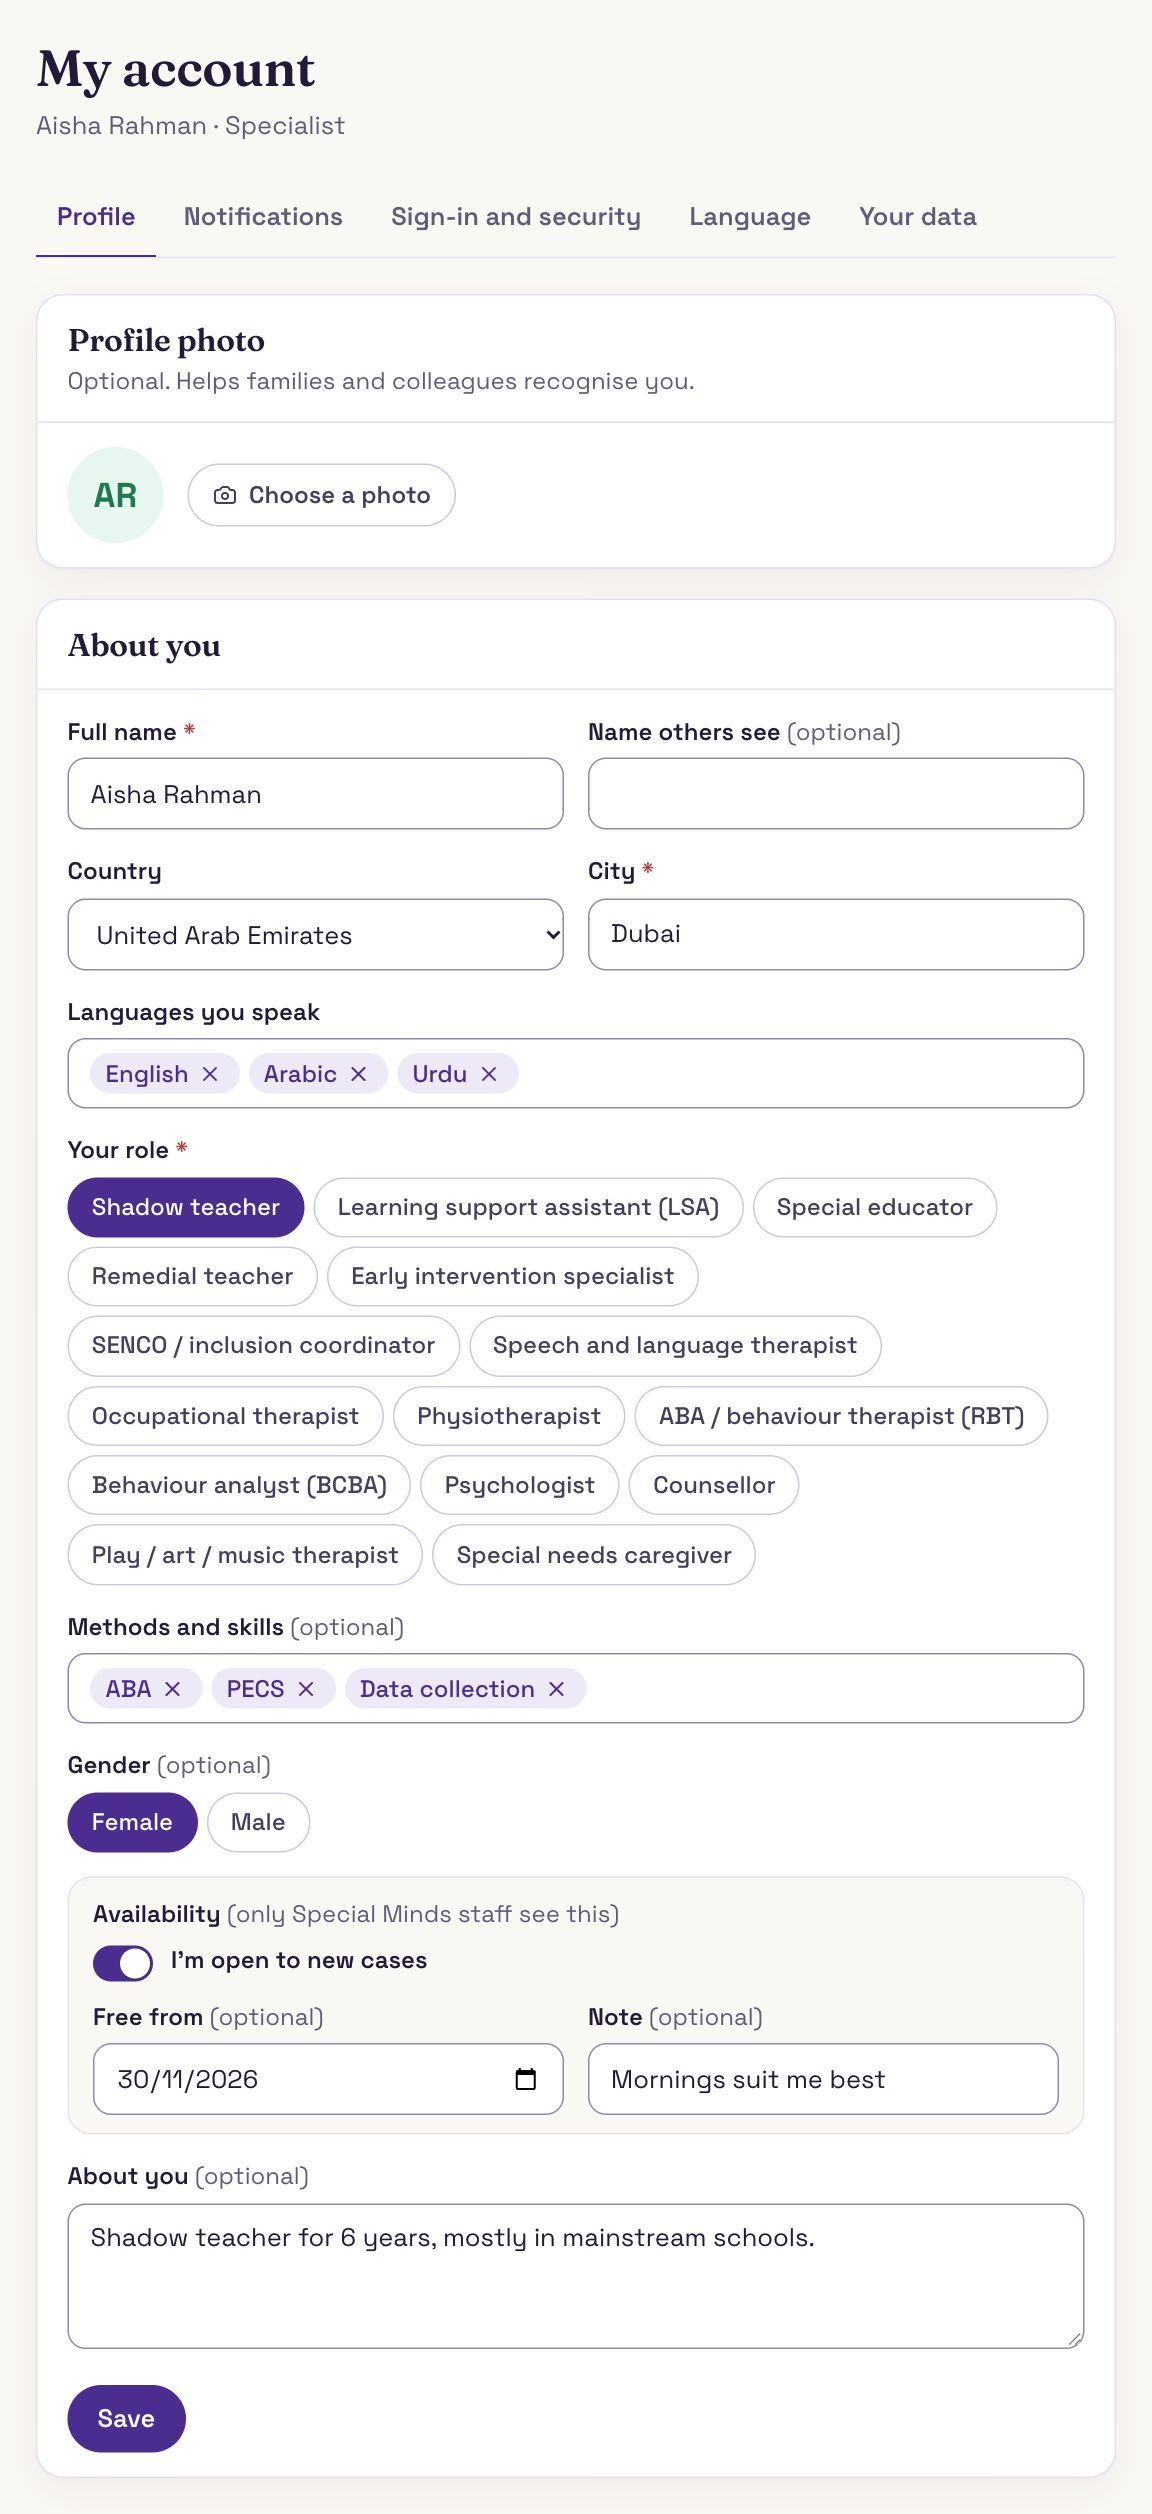 My account
Aisha Rahman · Specialist
Profile Notifications Sign-in and security Language Your data
Profile photo
Optional. Helps families and colleagues recognise you.
AR Choose a photo
About you
Full name * Name others see (optional)
Aisha Rahman
Country City *
United Arab Emirates Dubai
Languages you speak
English × Arabic × Urdu ×
Your role *
Shadow teacher Learning support assistant (LSA) Special educator
Remedial teacher Early intervention specialist
SENCO / inclusion coordinator Speech and language therapist
Occupational therapist Physiotherapist ABA / behaviour therapist (RBT)
Behaviour analyst (BCBA) Psychologist Counsellor
Play / art / music therapist Special needs caregiver
Methods and skills (optional)
ABA × PECS × Data collection ×
Gender (optional)
Female Male
Availability (only Special Minds staff see this)
I’m open to new cases
Free from (optional) Note (optional)
30/11/2026 Mornings suit me best
About you (optional)
Shadow teacher for 6 years, mostly in mainstream schools.
Save